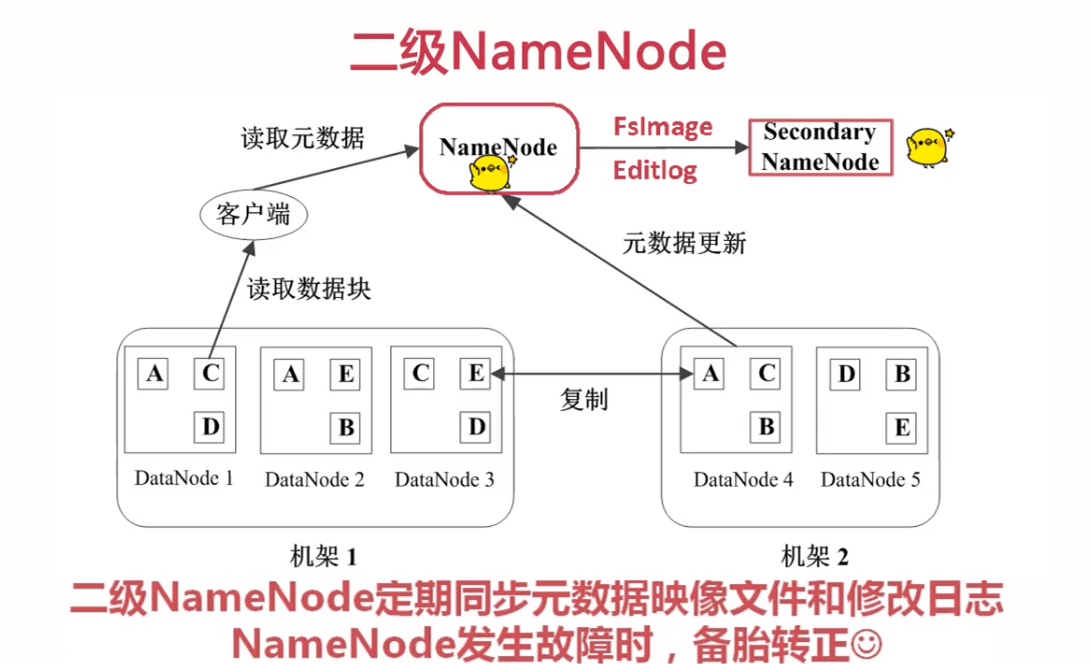 二级NameNode
读取元数据
NameNode
FsImage
Editlog
Secondary
NameNode
客户端
元数据更新
读取数据块
A C
D
A E
B
C E
D
A C
B
D B
E
复制
DataNode 1
DataNode 2
DataNode 3
DataNode 4
DataNode 5
机架 1
机架 2
二级NameNode定期同步元数据映像文件和修改日志
NameNode发生故障时，备胎转正☺